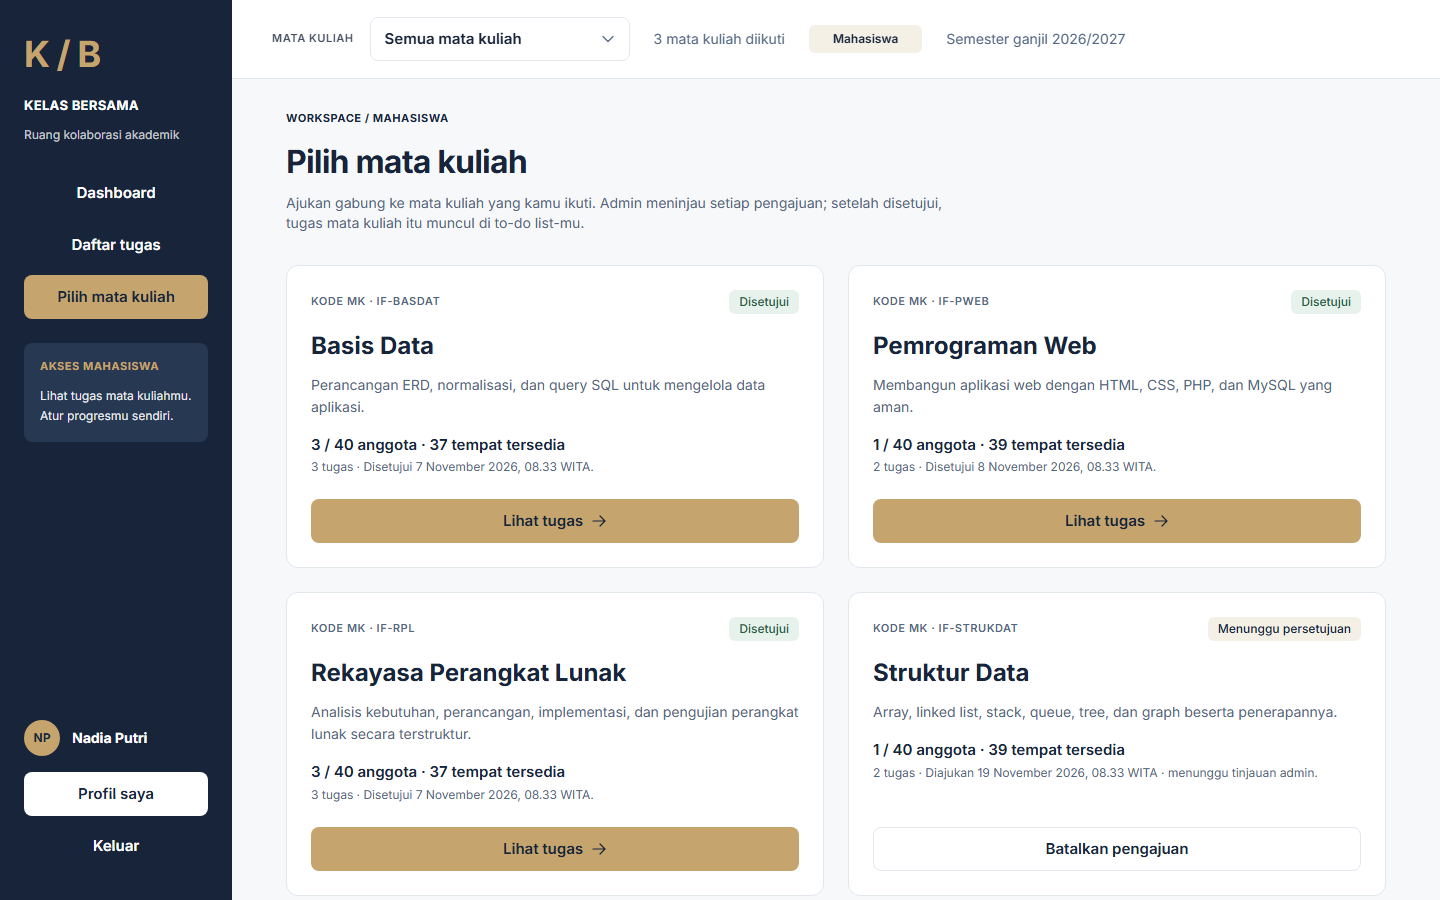 K / B
KELAS BERSAMA
Ruang kolaborasi akademik
Dashboard
Daftar tugas
Pilih mata kuliah
AKSES MAHASISWA
Lihat tugas mata kuliahmu.
Atur progresmu sendiri.
NP
Nadia Putri
Profil saya
Keluar
MATA KULIAH
Semua mata kuliah
3 mata kuliah diikuti
Mahasiswa
Semester ganjil 2026/2027
WORKSPACE / MAHASISWA
Pilih mata kuliah
Ajukan gabung ke mata kuliah yang kamu ikuti. Admin meninjau setiap pengajuan; setelah disetujui,
tugas mata kuliah itu muncul di to-do list-mu.
KODE MK · IF-BASDAT
Disetujui
Basis Data
Perancangan ERD, normalisasi, dan query SQL untuk mengelola data
aplikasi.
3 / 40 anggota · 37 tempat tersedia
3 tugas · Disetujui 7 November 2026, 08.33 WITA.
Lihat tugas →
KODE MK · IF-PWEB
Disetujui
Pemrograman Web
Membangun aplikasi web dengan HTML, CSS, PHP, dan MySQL yang
aman.
1 / 40 anggota · 39 tempat tersedia
2 tugas · Disetujui 8 November 2026, 08.33 WITA.
Lihat tugas →
KODE MK · IF-RPL
Disetujui
Rekayasa Perangkat Lunak
Analisis kebutuhan, perancangan, implementasi, dan pengujian perangkat
lunak secara terstruktur.
3 / 40 anggota · 37 tempat tersedia
3 tugas · Disetujui 7 November 2026, 08.33 WITA.
Lihat tugas →
KODE MK · IF-STRUKDAT
Menunggu persetujuan
Struktur Data
Array, linked list, stack, queue, tree, dan graph beserta penerapannya.
1 / 40 anggota · 39 tempat tersedia
2 tugas · Diajukan 19 November 2026, 08.33 WITA · menunggu tinjauan admin.
Batalkan pengajuan